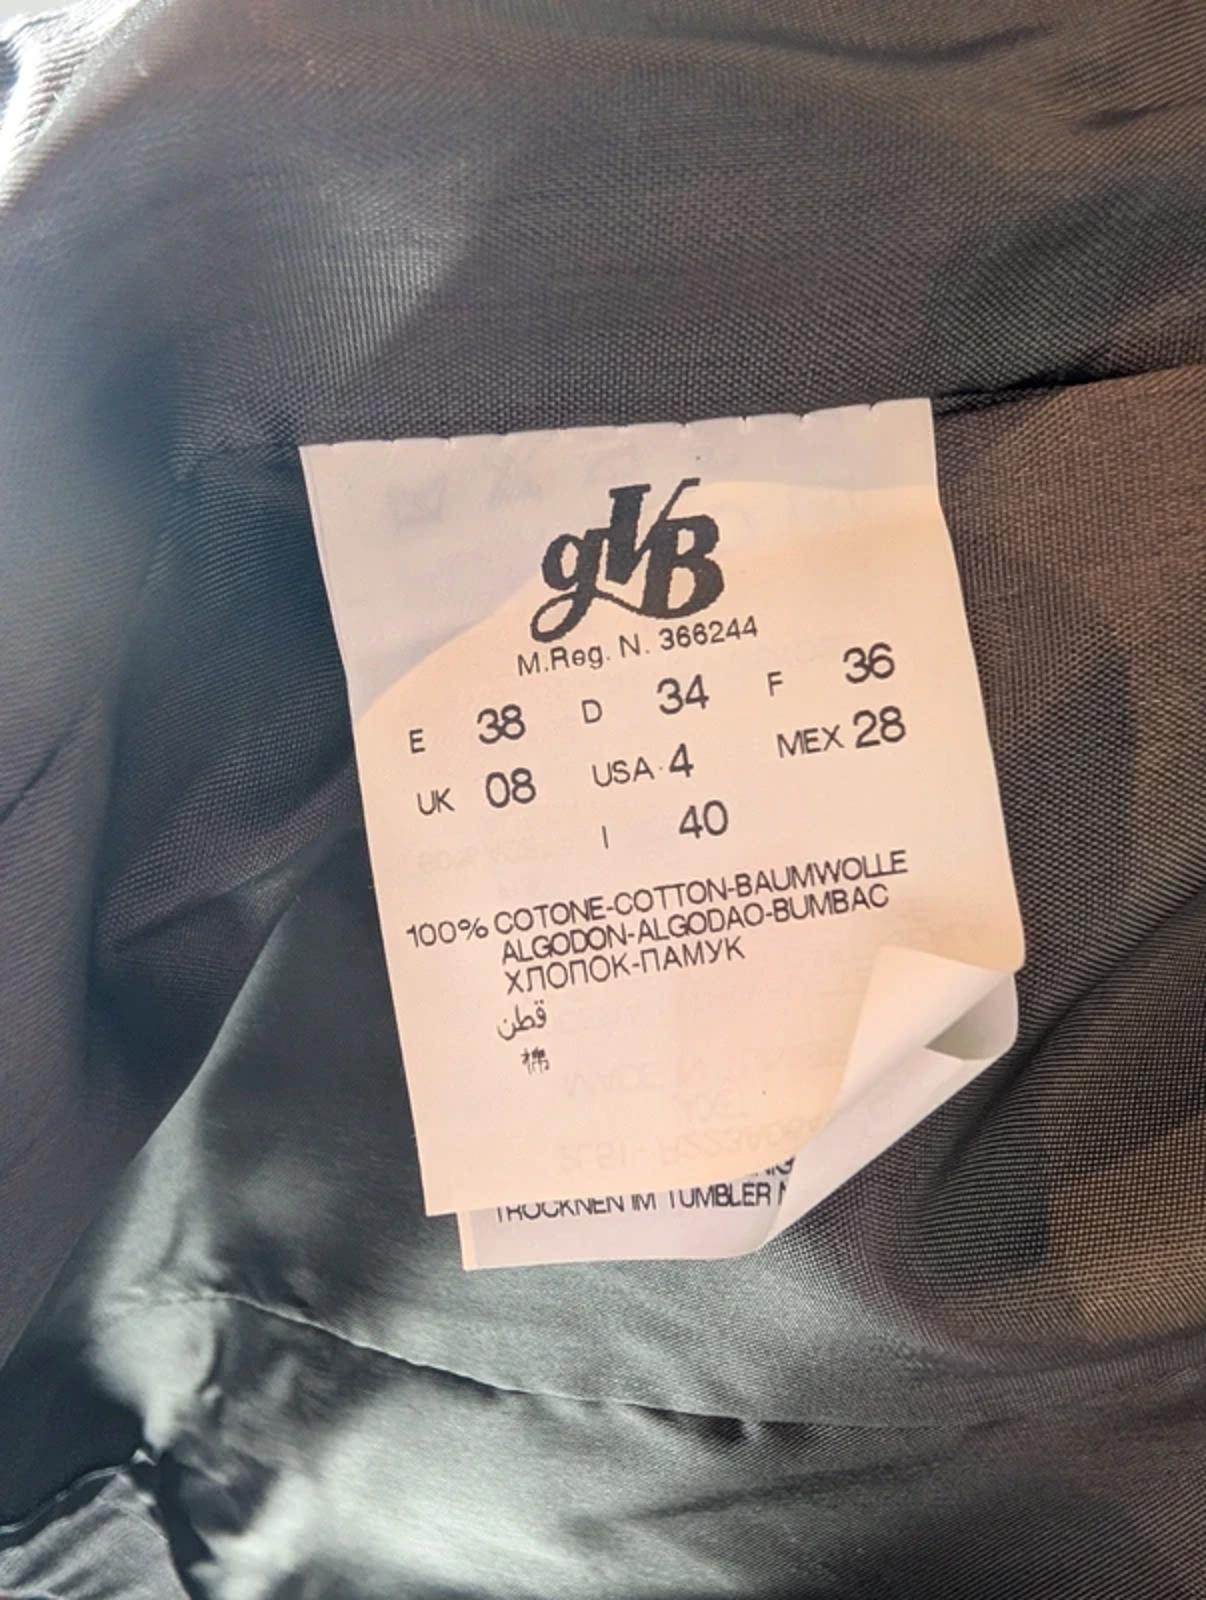 gVB
M.Reg. N. 366244
E 38 D 34 F 36
UK 08 USA 4 MEX 28
I 40
100% COTONE-COTTON-BAUMWOLLE
ALGODON-ALGODAO-BUMBAC
ХЛОПОК-ПАМУК
قطن
棉
TROCKNEN IM TUMBLER